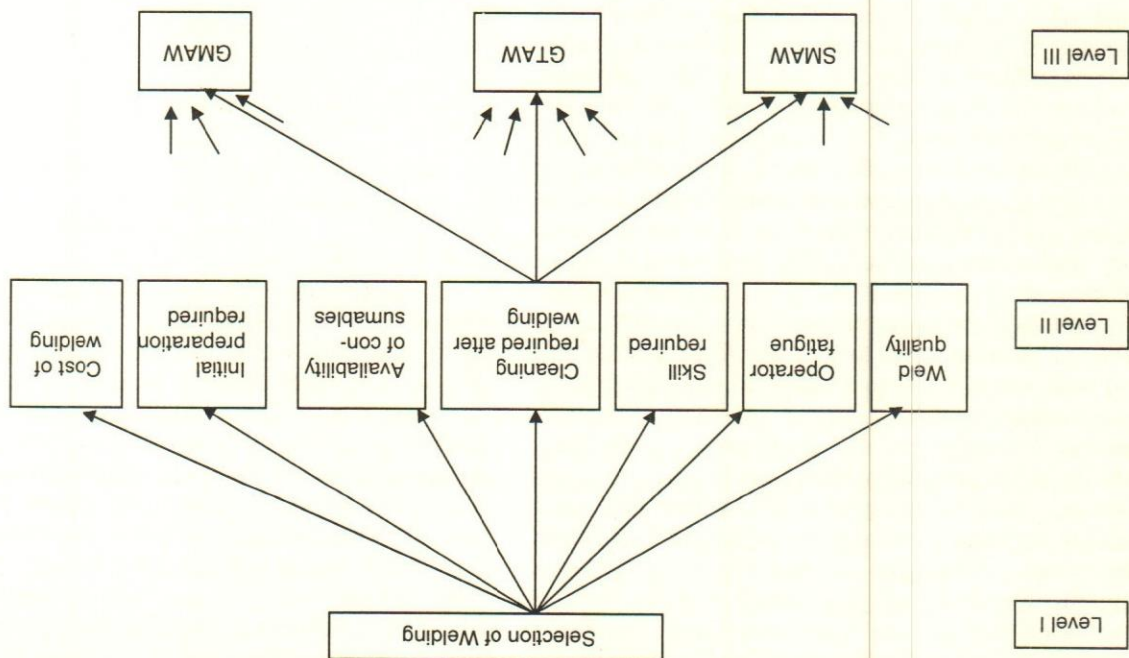 Level I
Selection of Welding
Level II
Weld
quality
Operator
fatigue
Skill
required
Cleaning
required after
welding
Availability
of con-
sumables
Initial
preparation
required
Cost of
welding
Level III
SMAW
GTAW
GMAW